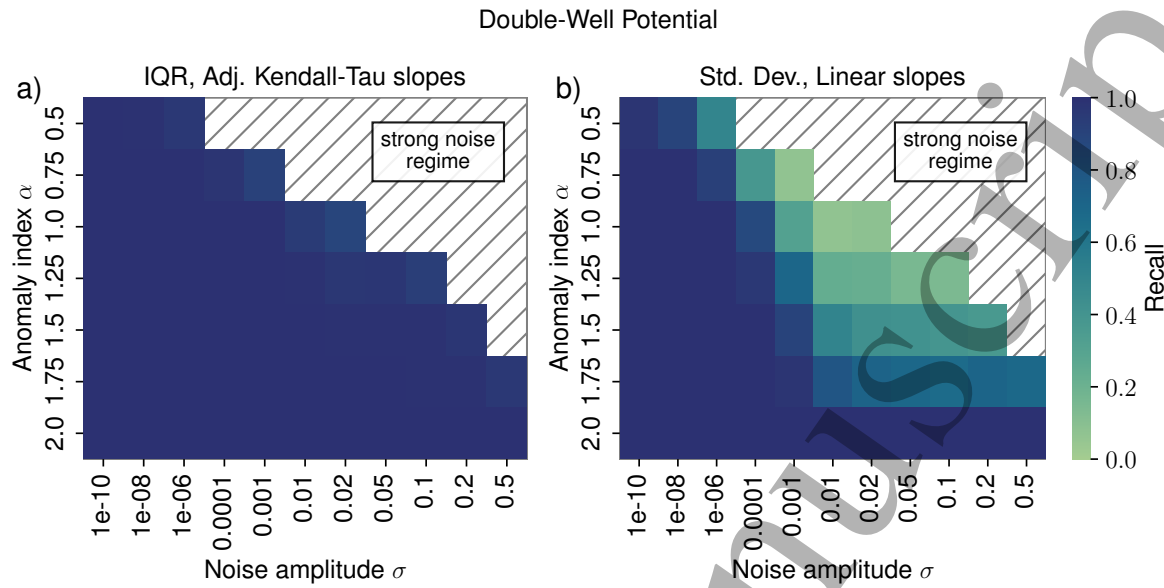 Double-Well Potential
a)
IQR, Adj. Kendall-Tau slopes
strong noise
regime
Anomaly index α
0.5
0.75
1.0
1.25
1.5
1.75
2.0
1e-10
1e-08
1e-06
0.0001
0.001
0.01
0.02
0.05
0.1
0.2
0.5
Noise amplitude σ
b)
Std. Dev., Linear slopes
strong noise
regime
Anomaly index α
0.5
0.75
1.0
1.25
1.5
1.75
2.0
1e-10
1e-08
1e-06
0.0001
0.001
0.01
0.02
0.05
0.1
0.2
0.5
Noise amplitude σ
1.0
0.8
0.6
0.4
0.2
0.0
Recall
uscrip